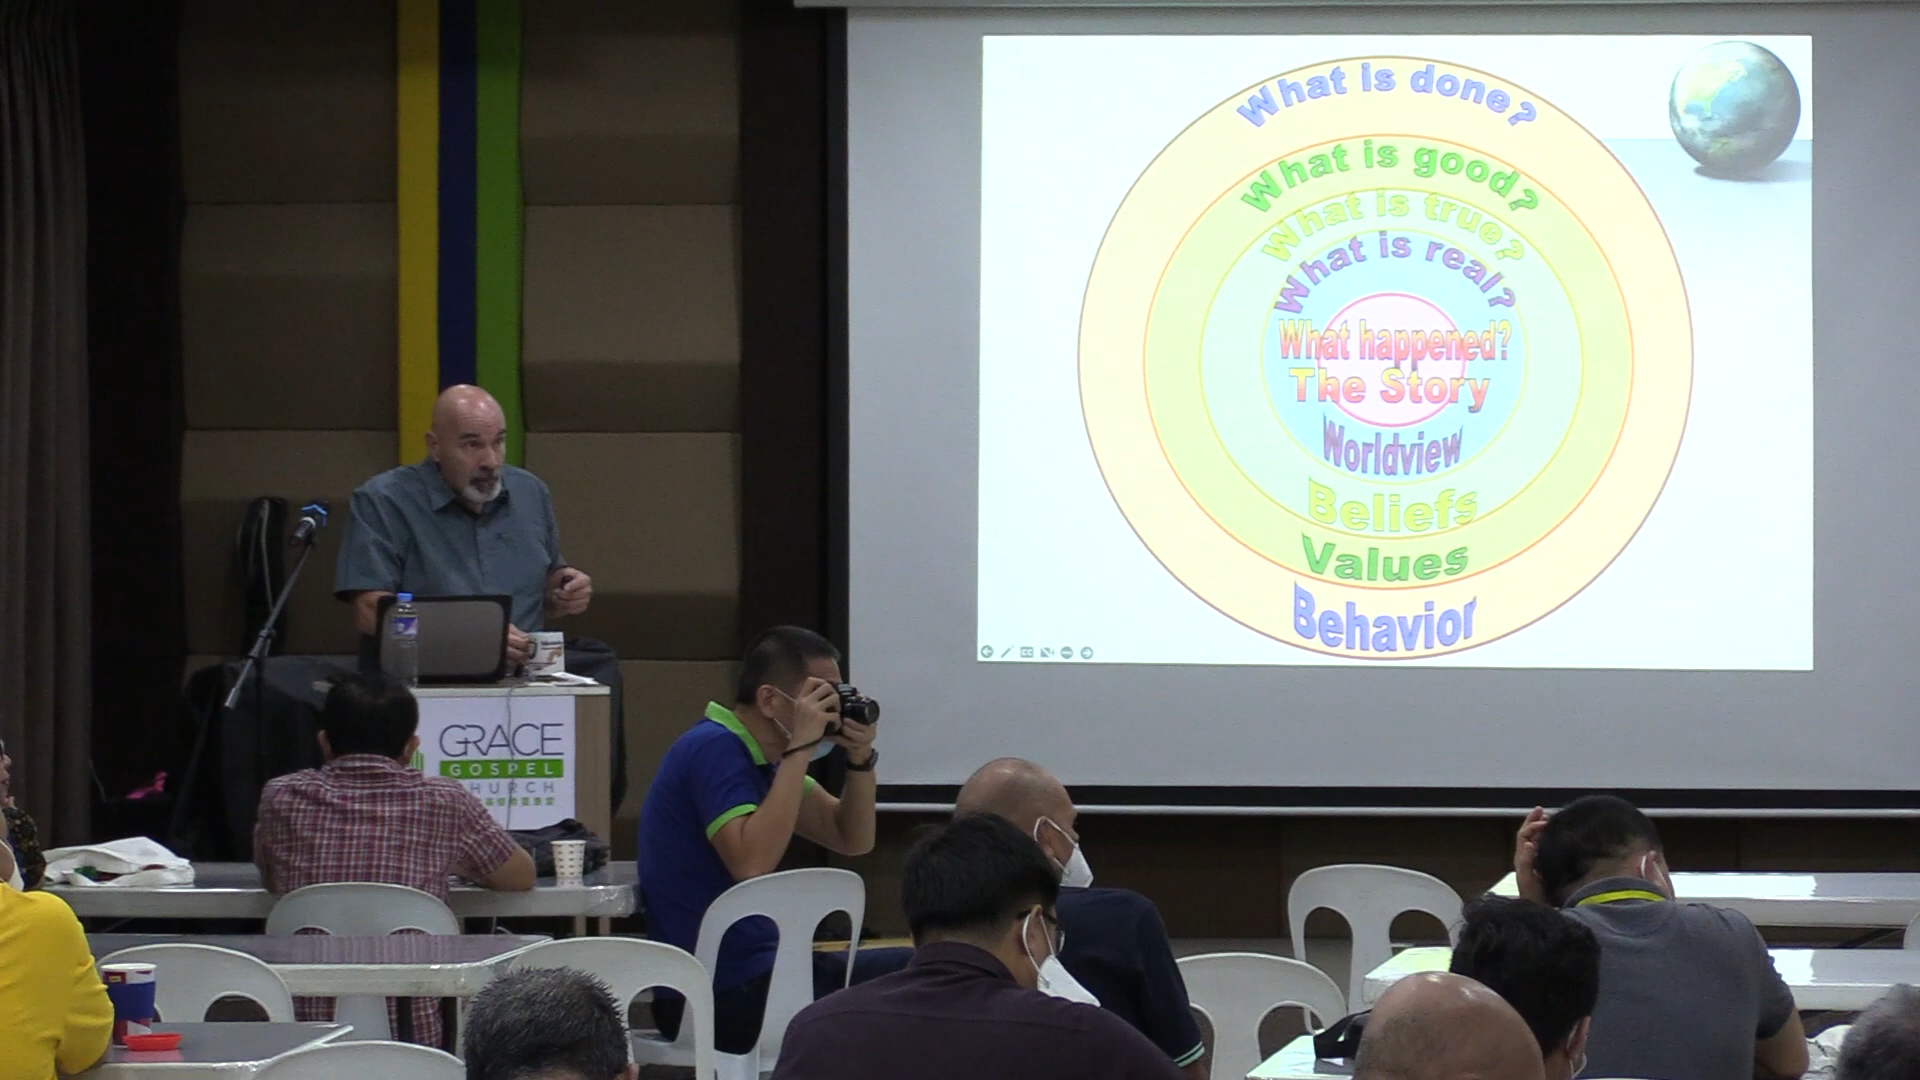 What is done?
What is good?
What is true?
What is real?
What happened?
The Story
Worldview
Beliefs
Values
Behavior
GRACE
GOSPEL
CHURCH